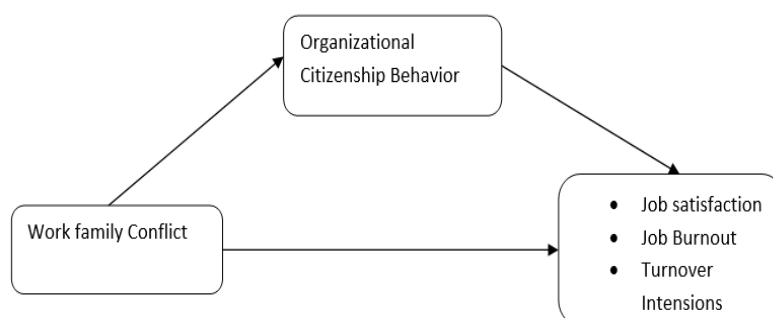 Organizational
Citizenship Behavior
Work family Conflict
• Job satisfaction
• Job Burnout
• Turnover
Intensions